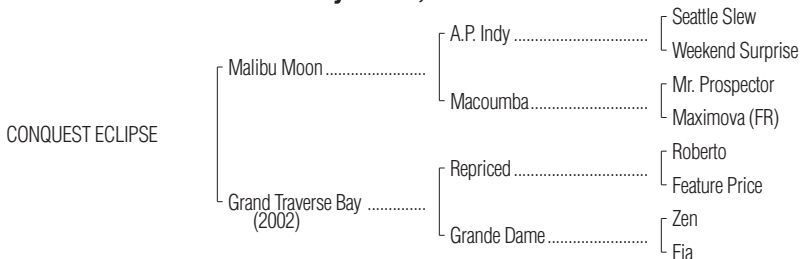 Seattle Slew
A.P. Indy
Weekend Surprise
Malibu Moon
Mr. Prospector
Macoumba
Maximova (FR)
CONQUEST ECLIPSE
Roberto
Repriced
Feature Price
Grand Traverse Bay
(2002)
Zen
Grande Dame
Fia